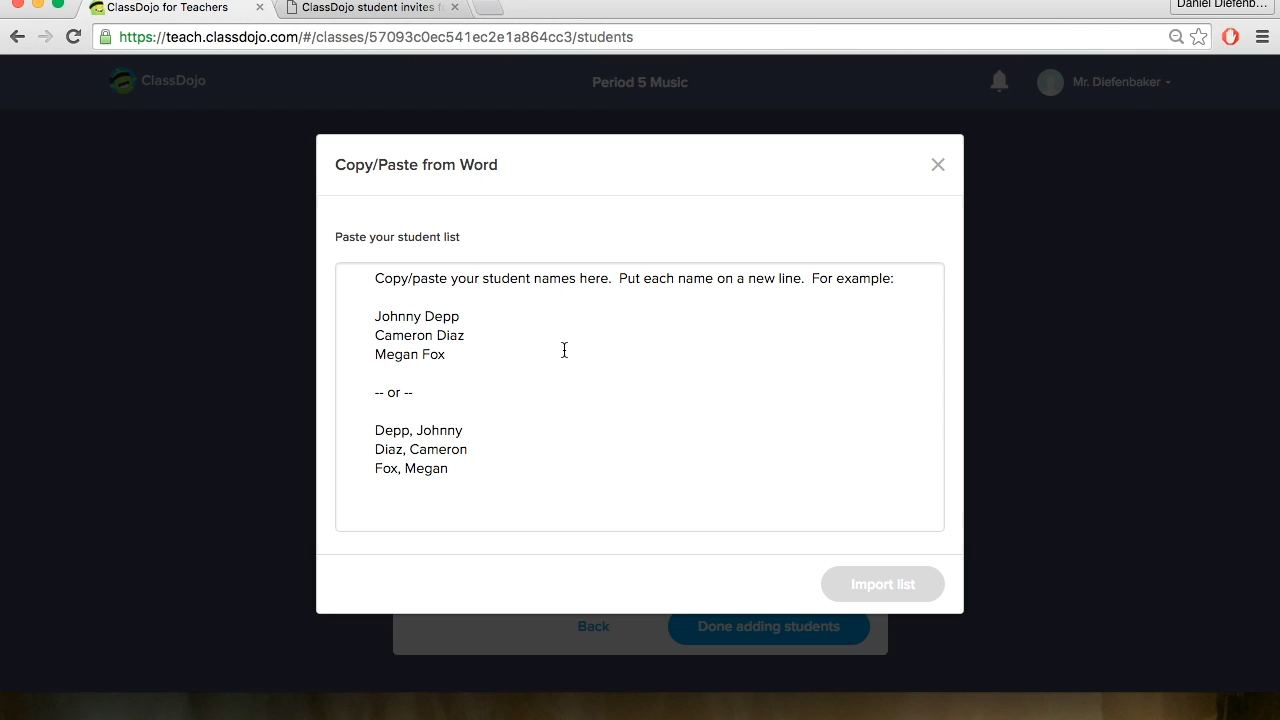 ClassDojo for Teachers
ClassDojo student invites f
Daniel Diefenb...
https://teach.classdojo.com/#/classes/57093c0ec541ec2e1a864cc3/students
ClassDojo
Period 5 Music
Mr. Diefenbaker
Copy/Paste from Word
Paste your student list
Copy/paste your student names here. Put each name on a new line. For example:
Johnny Depp
Cameron Diaz
Megan Fox
-- or --
Depp, Johnny
Diaz, Cameron
Fox, Megan
Import list
Back
Done adding students